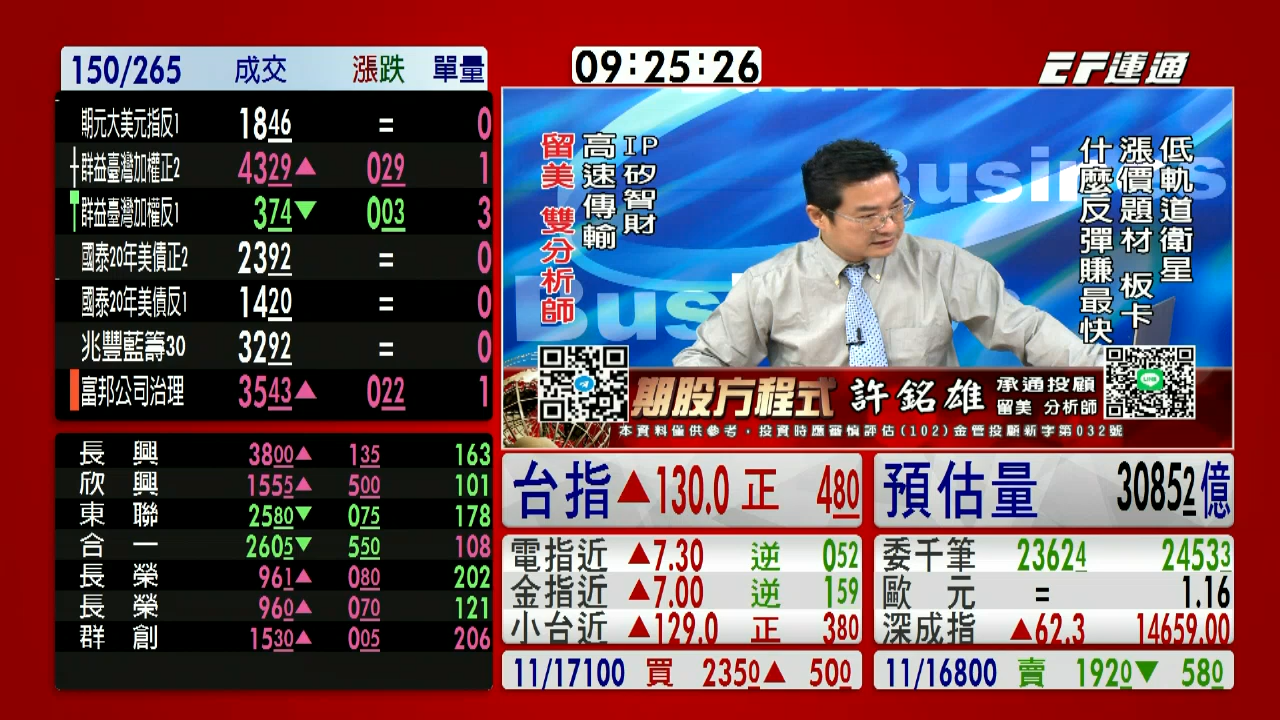 150/265 成交 漲跌 單量
期元大美元指反1 1846 = 0
群益臺灣加權正2 4329▲ 029 1
群益臺灣加權反1 374▼ 003 3
國泰20年美債正2 2392 = 0
國泰20年美債反1 1420 = 0
兆豐藍籌30 3292 = 0
富邦公司治理 3543▲ 022 1
長興 3800▲ 135 163
欣興 1555▲ 500 101
東聯 2580▼ 075 178
合一 2605▼ 550 108
長榮 961▲ 080 202
長榮 960▲ 070 121
群創 1530▲ 005 206
09:25:26
EF運通
Business
Business
留美 雙分析師
高速傳輸
IP矽智財
低軌道衛星
漲價題材 板卡
什麼反彈賺最快
LINE
期股方程式 許銘雄 承通投顧
留美 分析師
本資料僅供參考，投資時應審慎評估(102)金管投顧新字第032號
台指▲130.0 正 480
預估量 30852億
電指近 ▲7.30 逆 052
金指近 ▲7.00 逆 159
小台近 ▲129.0 正 380
委千筆 23624 24533
歐元 = 1.16
深成指 ▲62.3 14659.00
11/17100 買 2350▲ 500
11/16800 賣 1920▼ 580